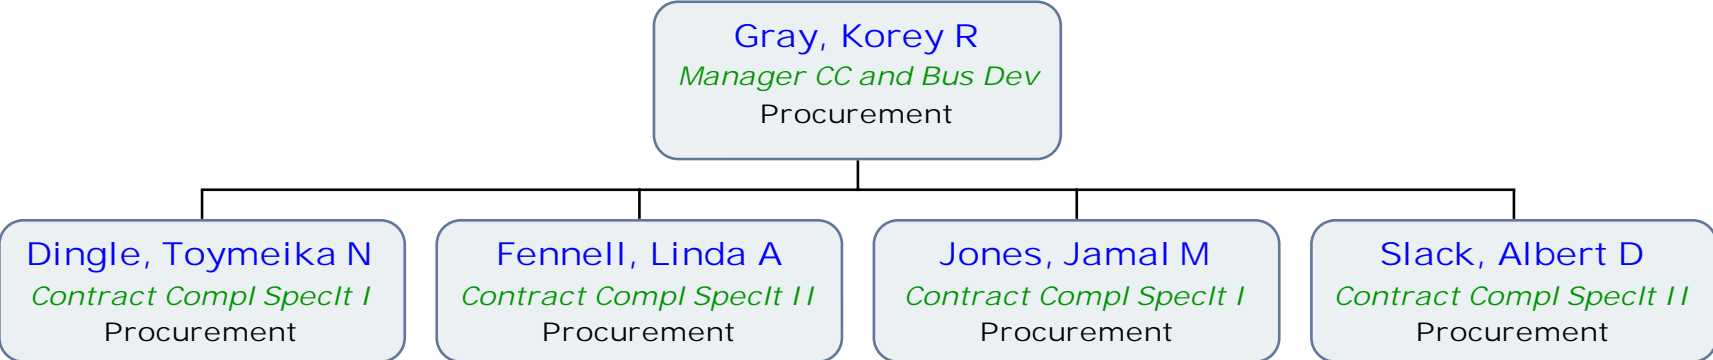 Gray, Korey R
Manager CC and Bus Dev
Procurement
Dingle, Toymeika N
Contract Compl Speclt I
Procurement
Fennell, Linda A
Contract Compl Speclt II
Procurement
Jones, Jamal M
Contract Compl Speclt I
Procurement
Slack, Albert D
Contract Compl Speclt II
Procurement